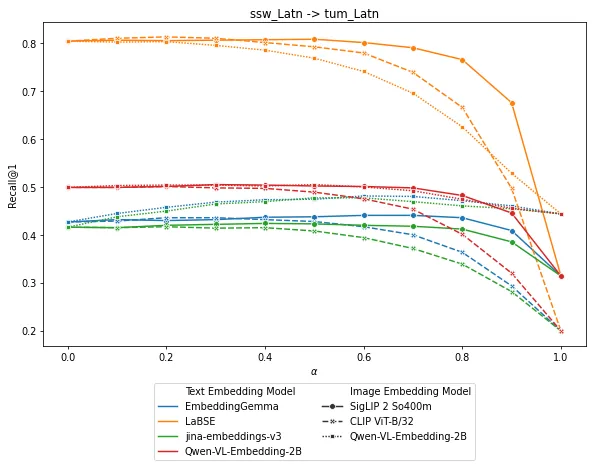 ssw_Latn -> tum_Latn
Recall@1
0.8
0.7
0.6
0.5
0.4
0.3
0.2
0.0 0.2 0.4 0.6 0.8 1.0
α
Text Embedding Model Image Embedding Model
EmbeddingGemma SigLIP 2 So400m
LaBSE CLIP ViT-B/32
jina-embeddings-v3 Qwen-VL-Embedding-2B
Qwen-VL-Embedding-2B